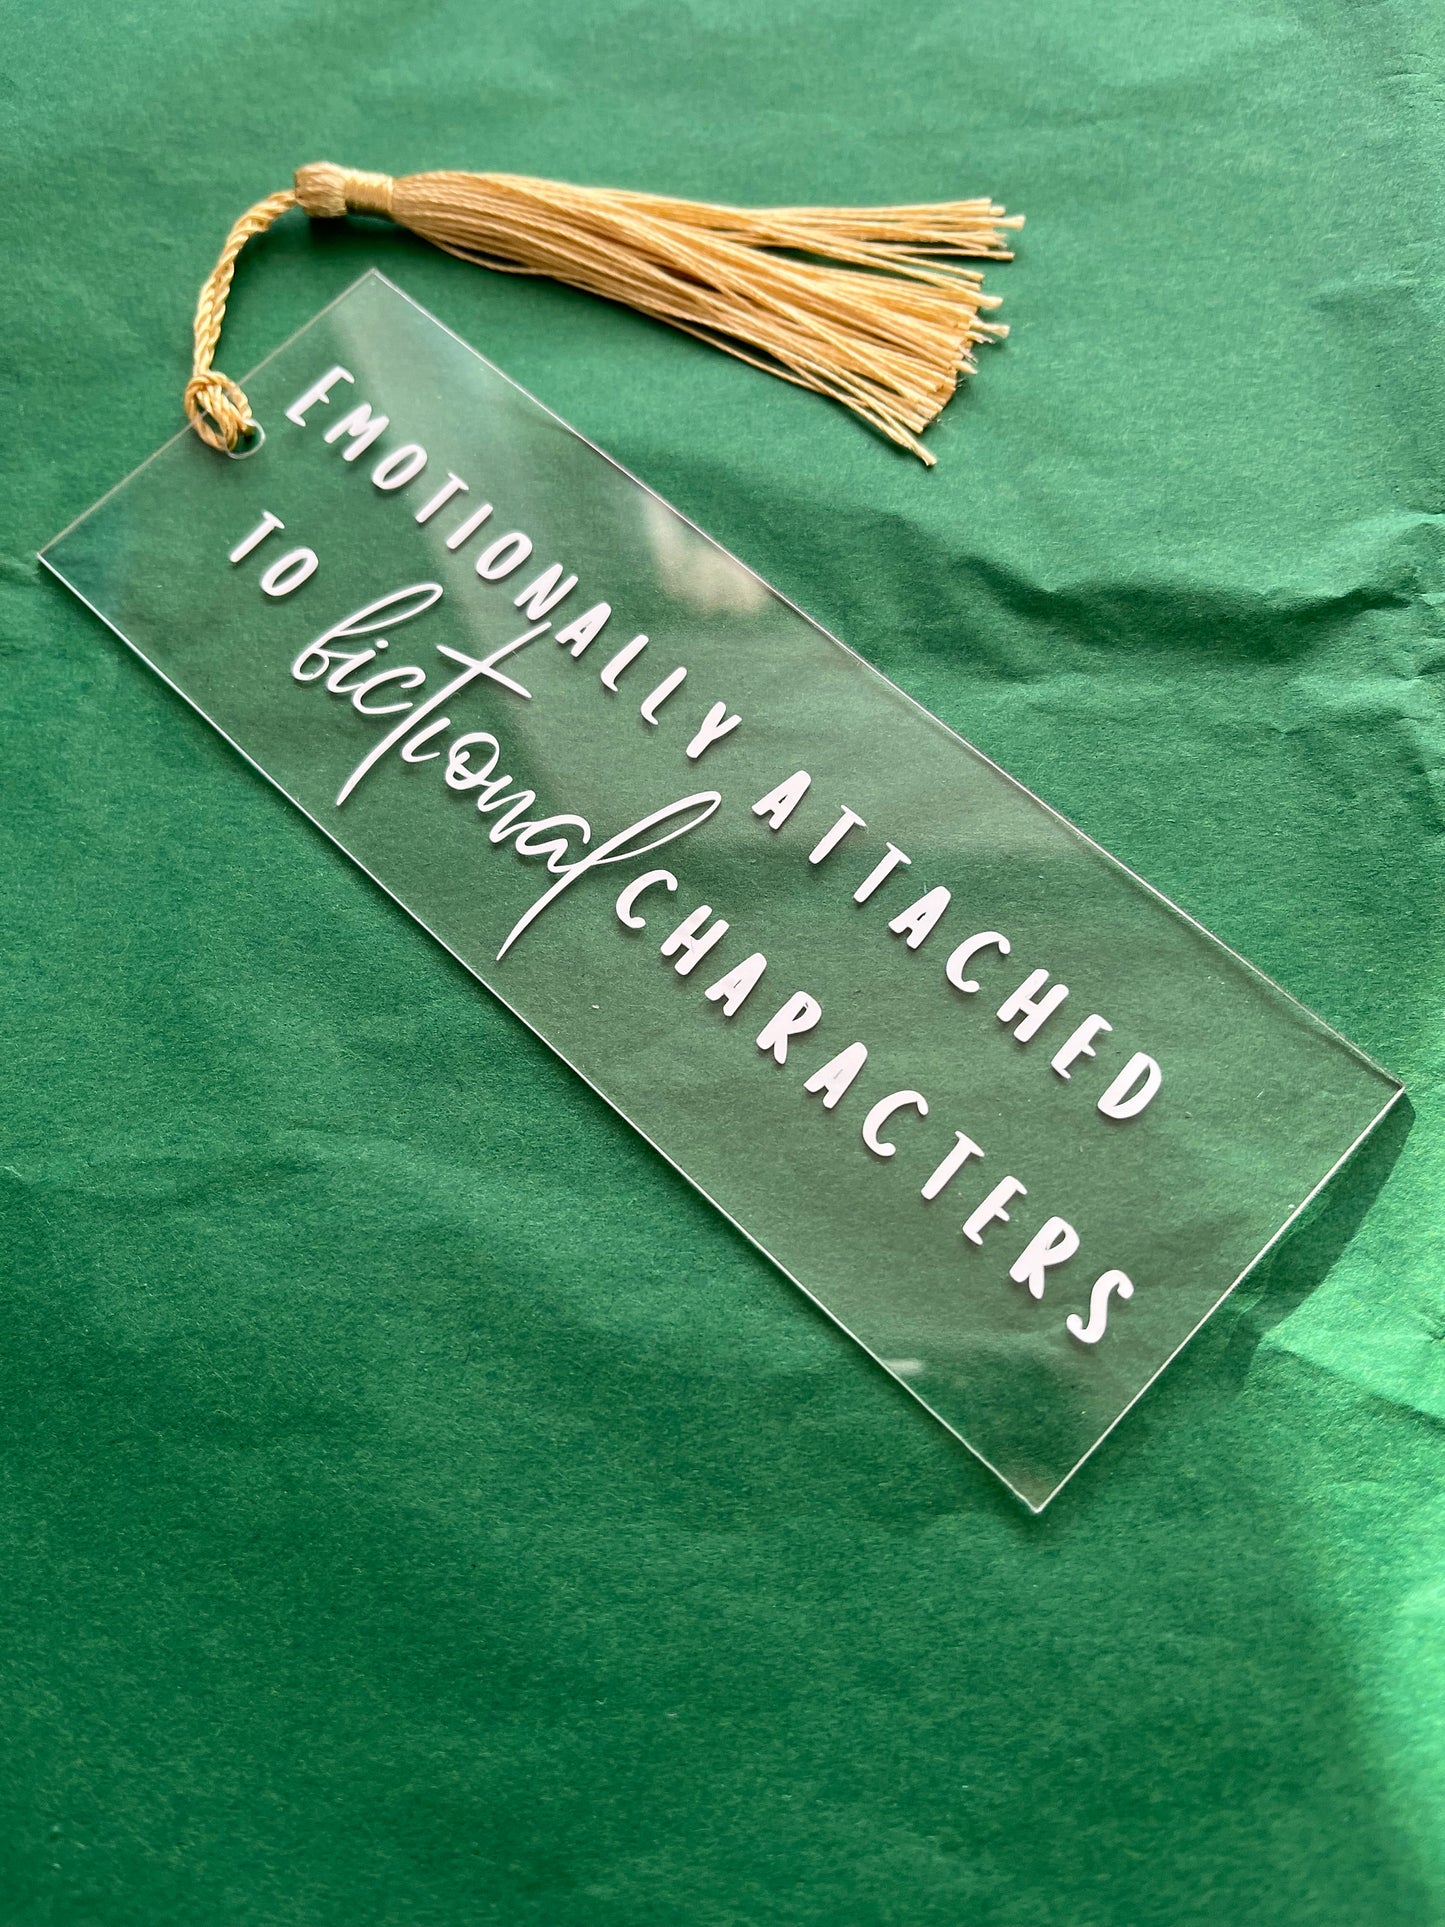 EMOTIONALLY ATTACHED
TO fictional CHARACTERS